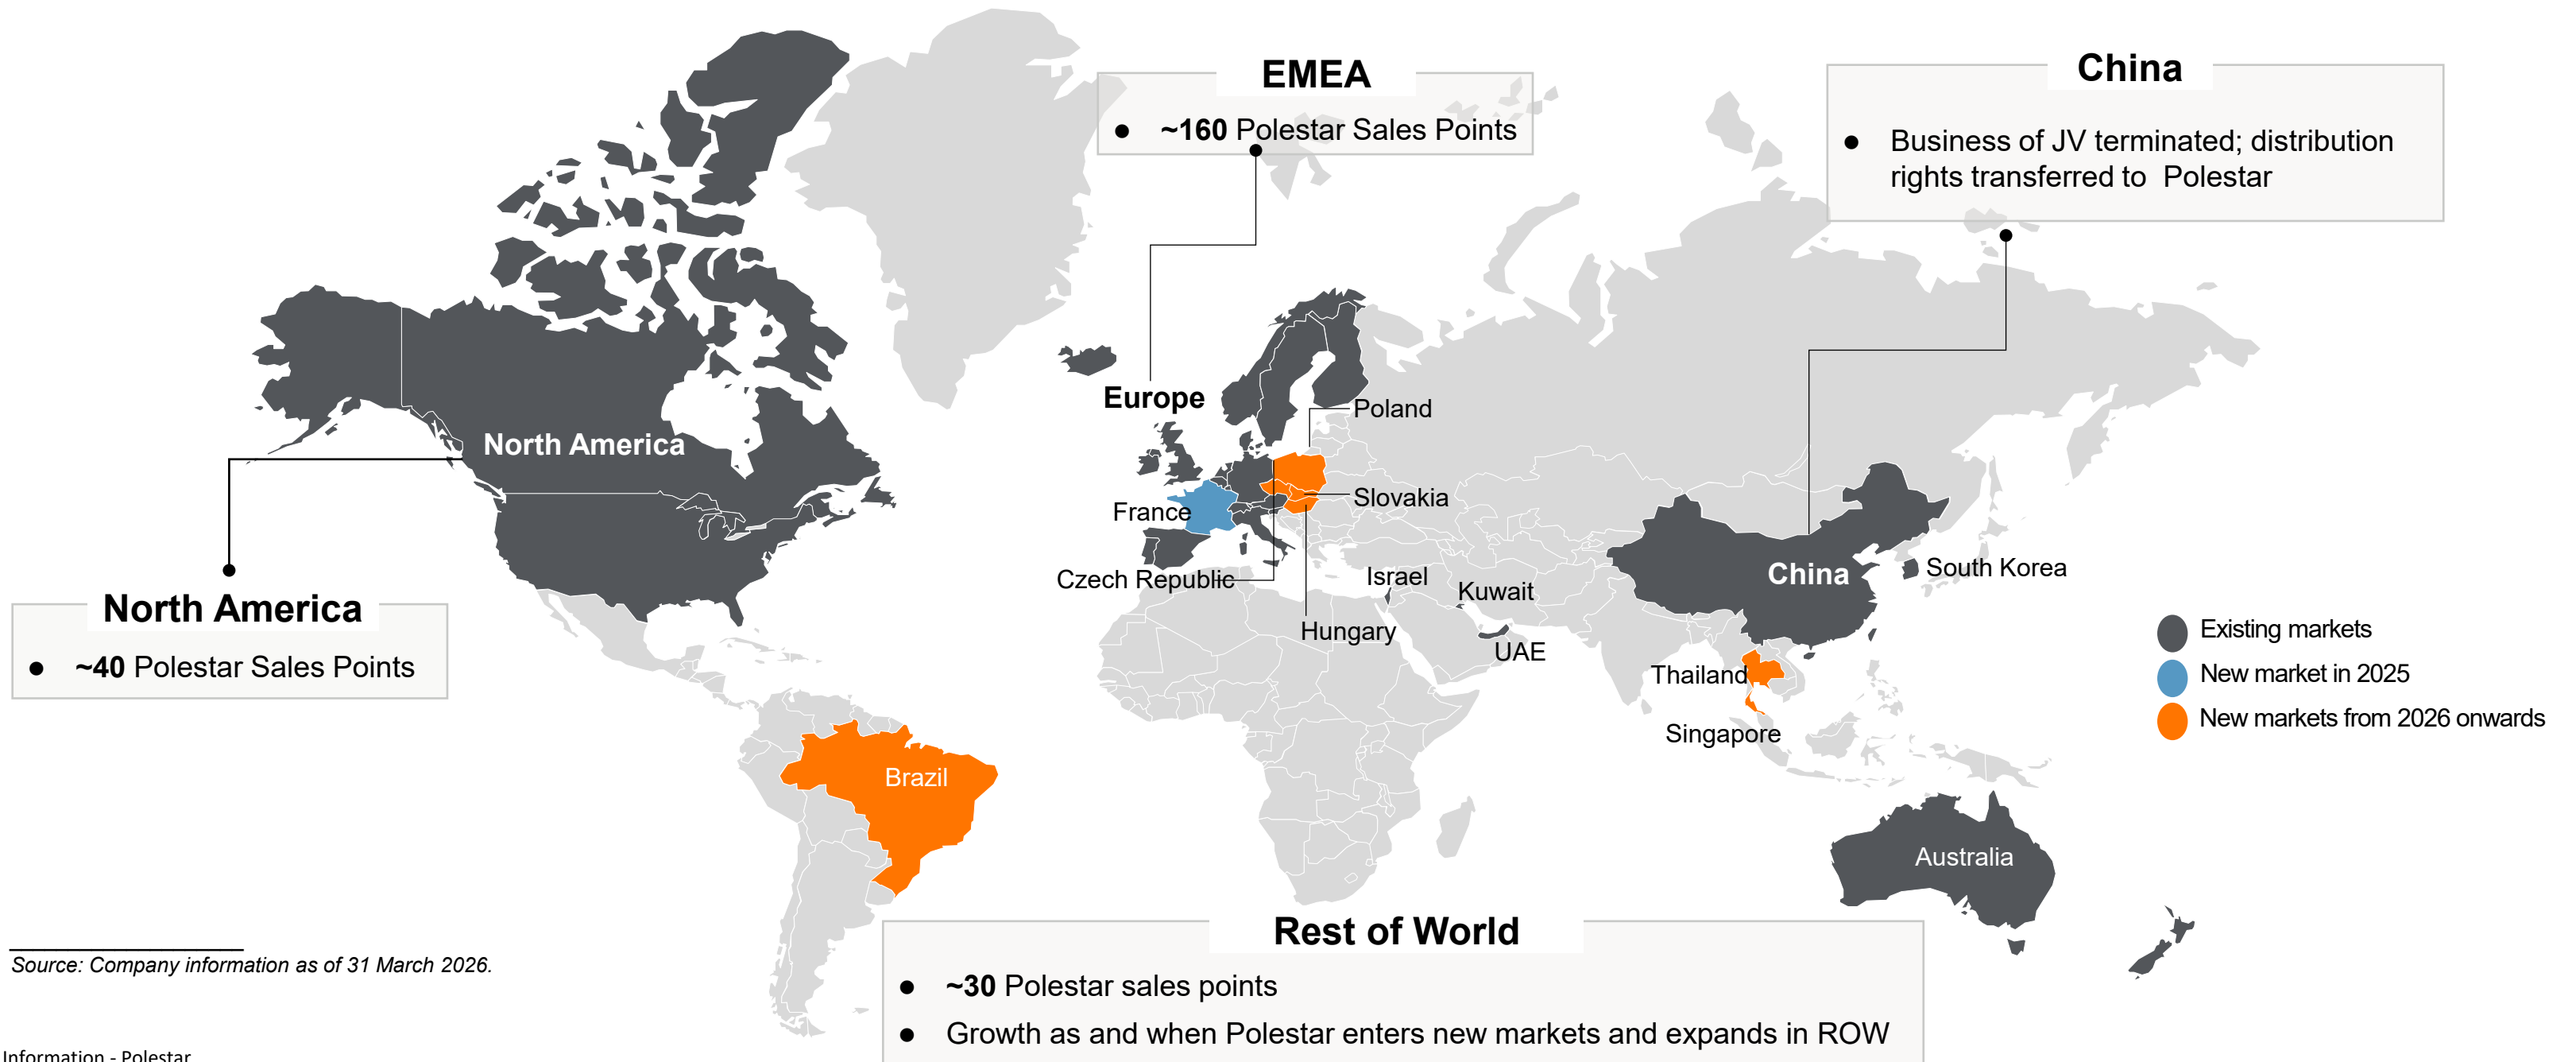 EMEA
● ~160 Polestar Sales Points
China
● Business of JV terminated; distribution
rights transferred to Polestar
Europe
Poland
North America
Slovakia
France
Czech Republic
Israel
Kuwait
China
South Korea
Hungary
UAE
North America
● ~40 Polestar Sales Points
Thailand
Singapore
Existing markets
New market in 2025
New markets from 2026 onwards
Brazil
Australia
Rest of World
● ~30 Polestar sales points
● Growth as and when Polestar enters new markets and expands in ROW
Source: Company information as of 31 March 2026.
Information - Polestar